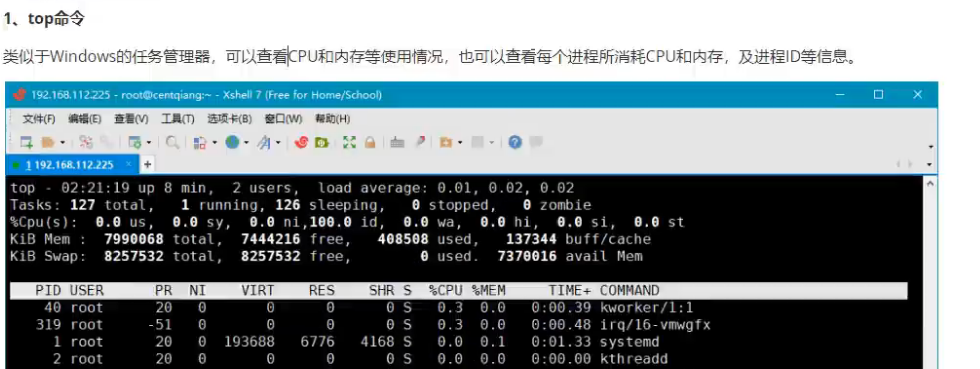 1、top命令
类似于Windows的任务管理器，可以查看CPU和内存等使用情况，也可以查看每个进程所消耗CPU和内存，及进程ID等信息。
192.168.112.225 - root@centqiang:~ - Xshell 7 (Free for Home/School)
文件(F) 编辑(E) 查看(V) 工具(T) 选项卡(B) 窗口(W) 帮助(H)
1 192.168.112.225 × +
top - 02:21:19 up 8 min,  2 users,  load average: 0.01, 0.02, 0.02
Tasks: 127 total,   1 running, 126 sleeping,   0 stopped,   0 zombie
%Cpu(s):  0.0 us,  0.0 sy,  0.0 ni,100.0 id,  0.0 wa,  0.0 hi,  0.0 si,  0.0 st
KiB Mem :  7990068 total,  7444216 free,   408508 used,   137344 buff/cache
KiB Swap:  8257532 total,  8257532 free,        0 used.  7370016 avail Mem
PID USER      PR  NI    VIRT    RES    SHR S  %CPU %MEM     TIME+ COMMAND
40 root      20   0       0      0      0 S   0.3  0.0   0:00.39 kworker/1:1
319 root     -51   0       0      0      0 S   0.3  0.0   0:00.48 irq/16-vmwgfx
1 root      20   0  193688   6776   4168 S   0.0  0.1   0:01.33 systemd
2 root      20   0       0      0      0 S   0.0  0.0   0:00.00 kthreadd